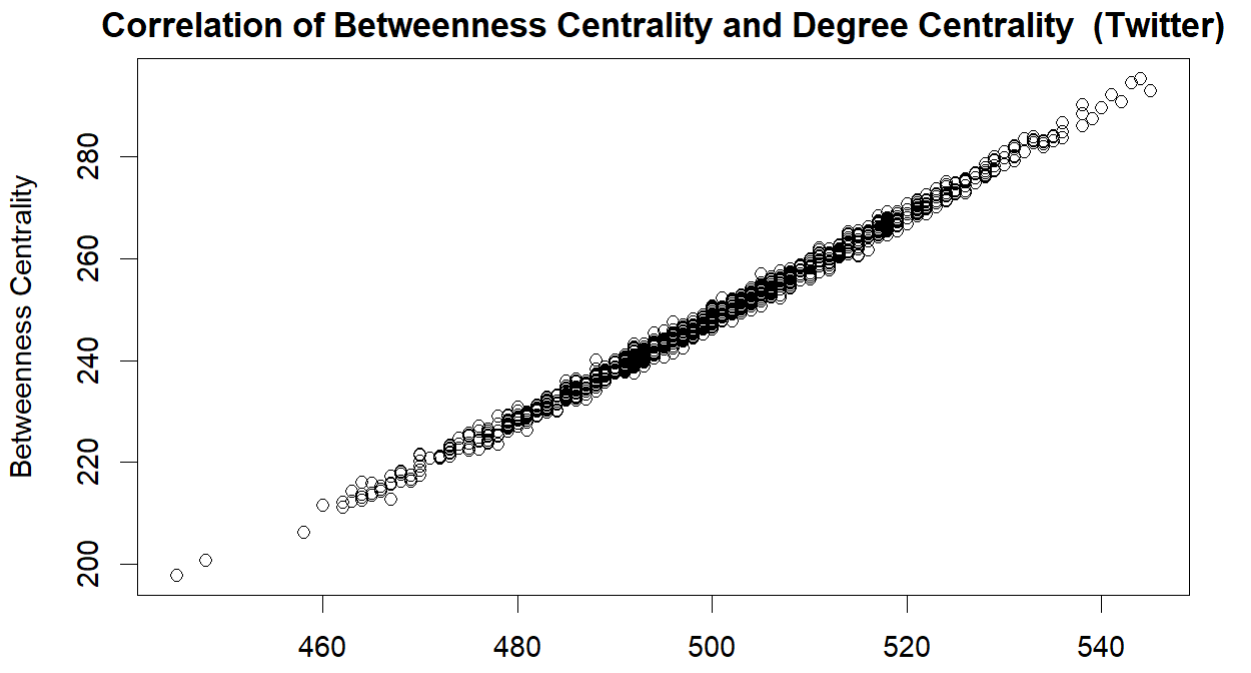 Correlation of Betweenness Centrality and Degree Centrality (Twitter)
Betweenness Centrality
280
260
240
220
200
460 480 500 520 540